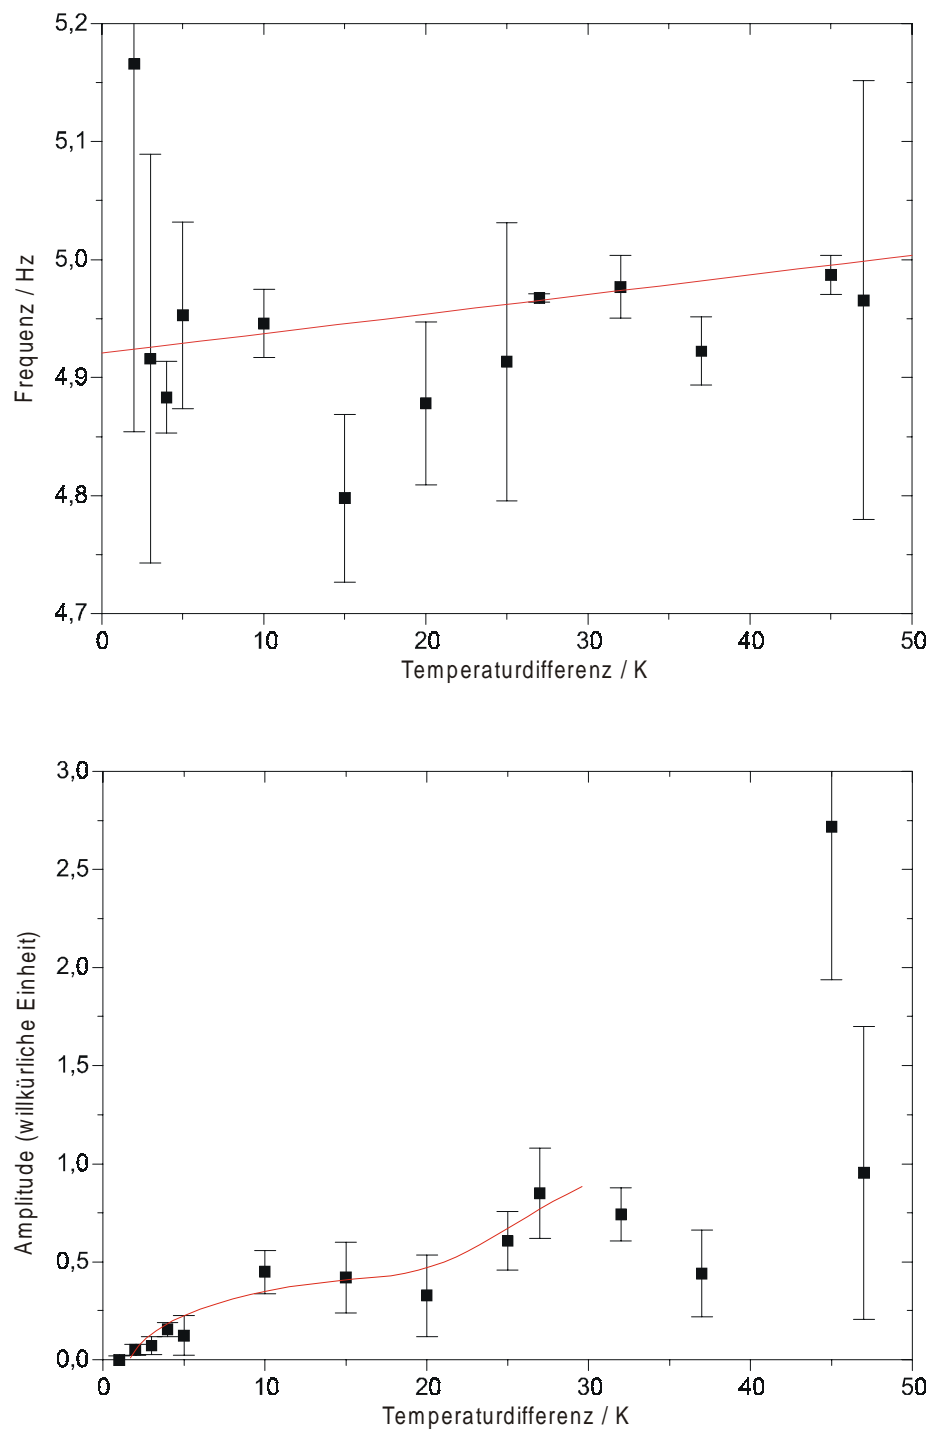 5,2
5,1
5,0
4,9
4,8
4,7
Frequenz / Hz
0 10 20 30 40 50
Temperaturdifferenz / K
3,0
2,5
2,0
1,5
1,0
0,5
0,0
Amplitude (willkürliche Einheit)
0 10 20 30 40 50
Temperaturdifferenz / K